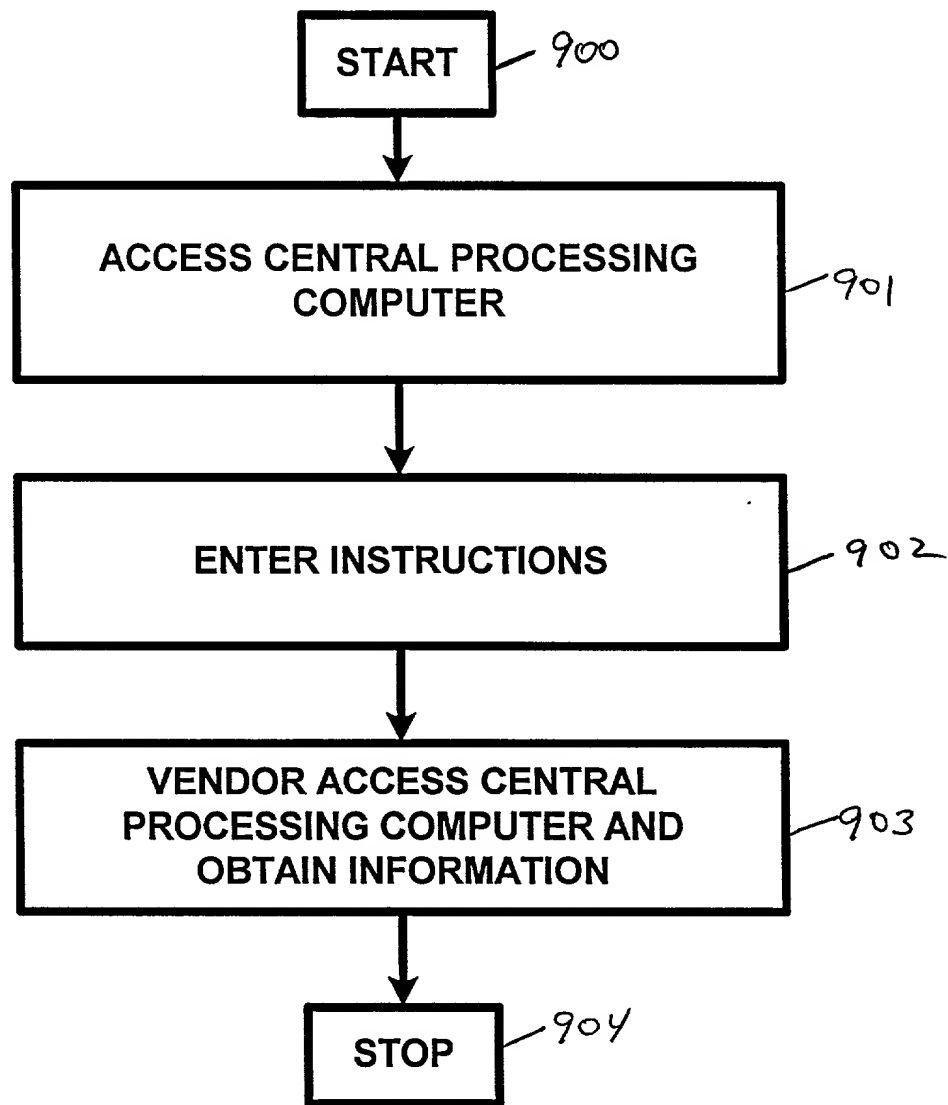 START
900
ACCESS CENTRAL PROCESSING
COMPUTER
901
ENTER INSTRUCTIONS
902
VENDOR ACCESS CENTRAL
PROCESSING COMPUTER AND
OBTAIN INFORMATION
903
STOP
904